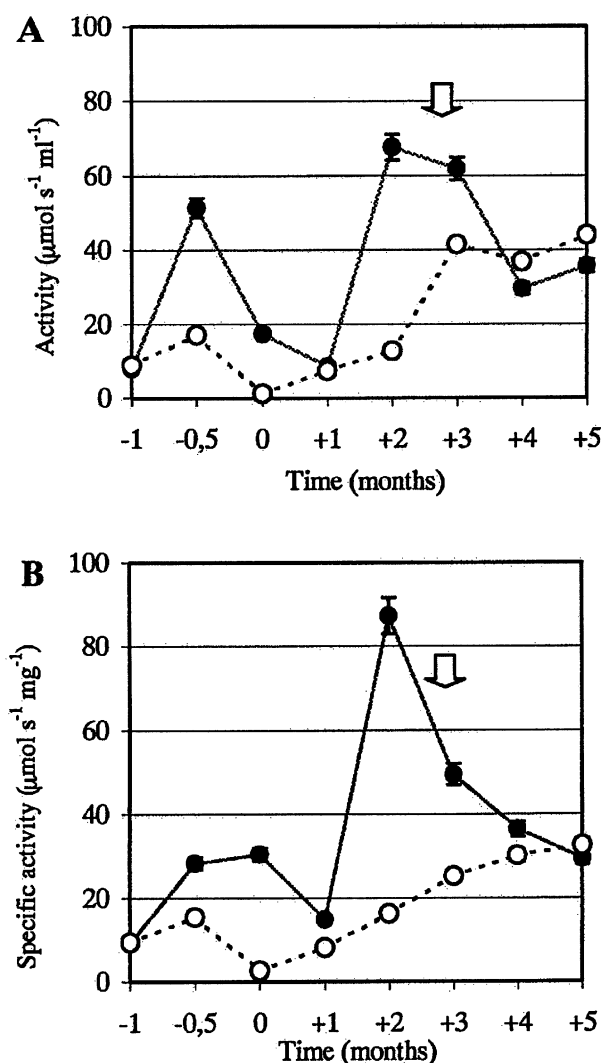 A
100
80
60
40
20
0
Activity (μmol s⁻¹ ml⁻¹)
-1 -0,5 0 +1 +2 +3 +4 +5
Time (months)
B
100
80
60
40
20
0
Specific activity (μmol s⁻¹ mg⁻¹)
-1 -0,5 0 +1 +2 +3 +4 +5
Time (months)